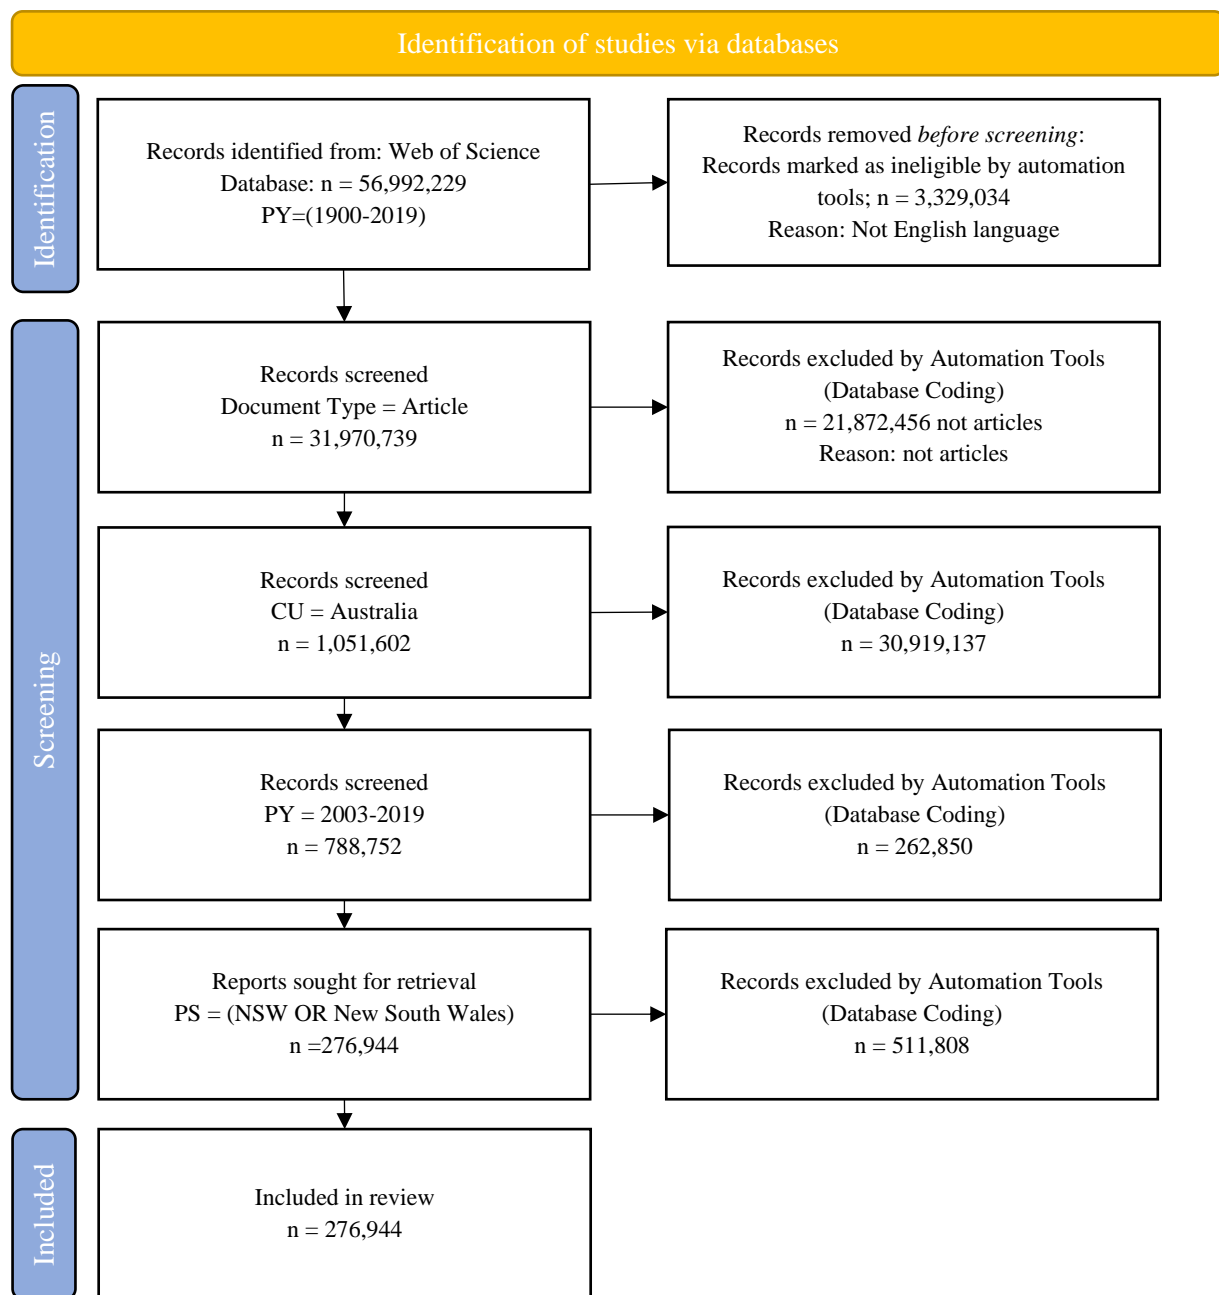 Identification of studies via databases
Identification
Records identified from: Web of Science
Database: n = 56,992,229
PY=(1900-2019)
Records removed before screening:
Records marked as ineligible by automation
tools; n = 3,329,034
Reason: Not English language
Screening
Records screened
Document Type = Article
n = 31,970,739
Records excluded by Automation Tools
(Database Coding)
n = 21,872,456 not articles
Reason: not articles
Records screened
CU = Australia
n = 1,051,602
Records excluded by Automation Tools
(Database Coding)
n = 30,919,137
Records screened
PY = 2003-2019
n = 788,752
Records excluded by Automation Tools
(Database Coding)
n = 262,850
Reports sought for retrieval
PS = (NSW OR New South Wales)
n =276,944
Records excluded by Automation Tools
(Database Coding)
n = 511,808
Included
Included in review
n = 276,944